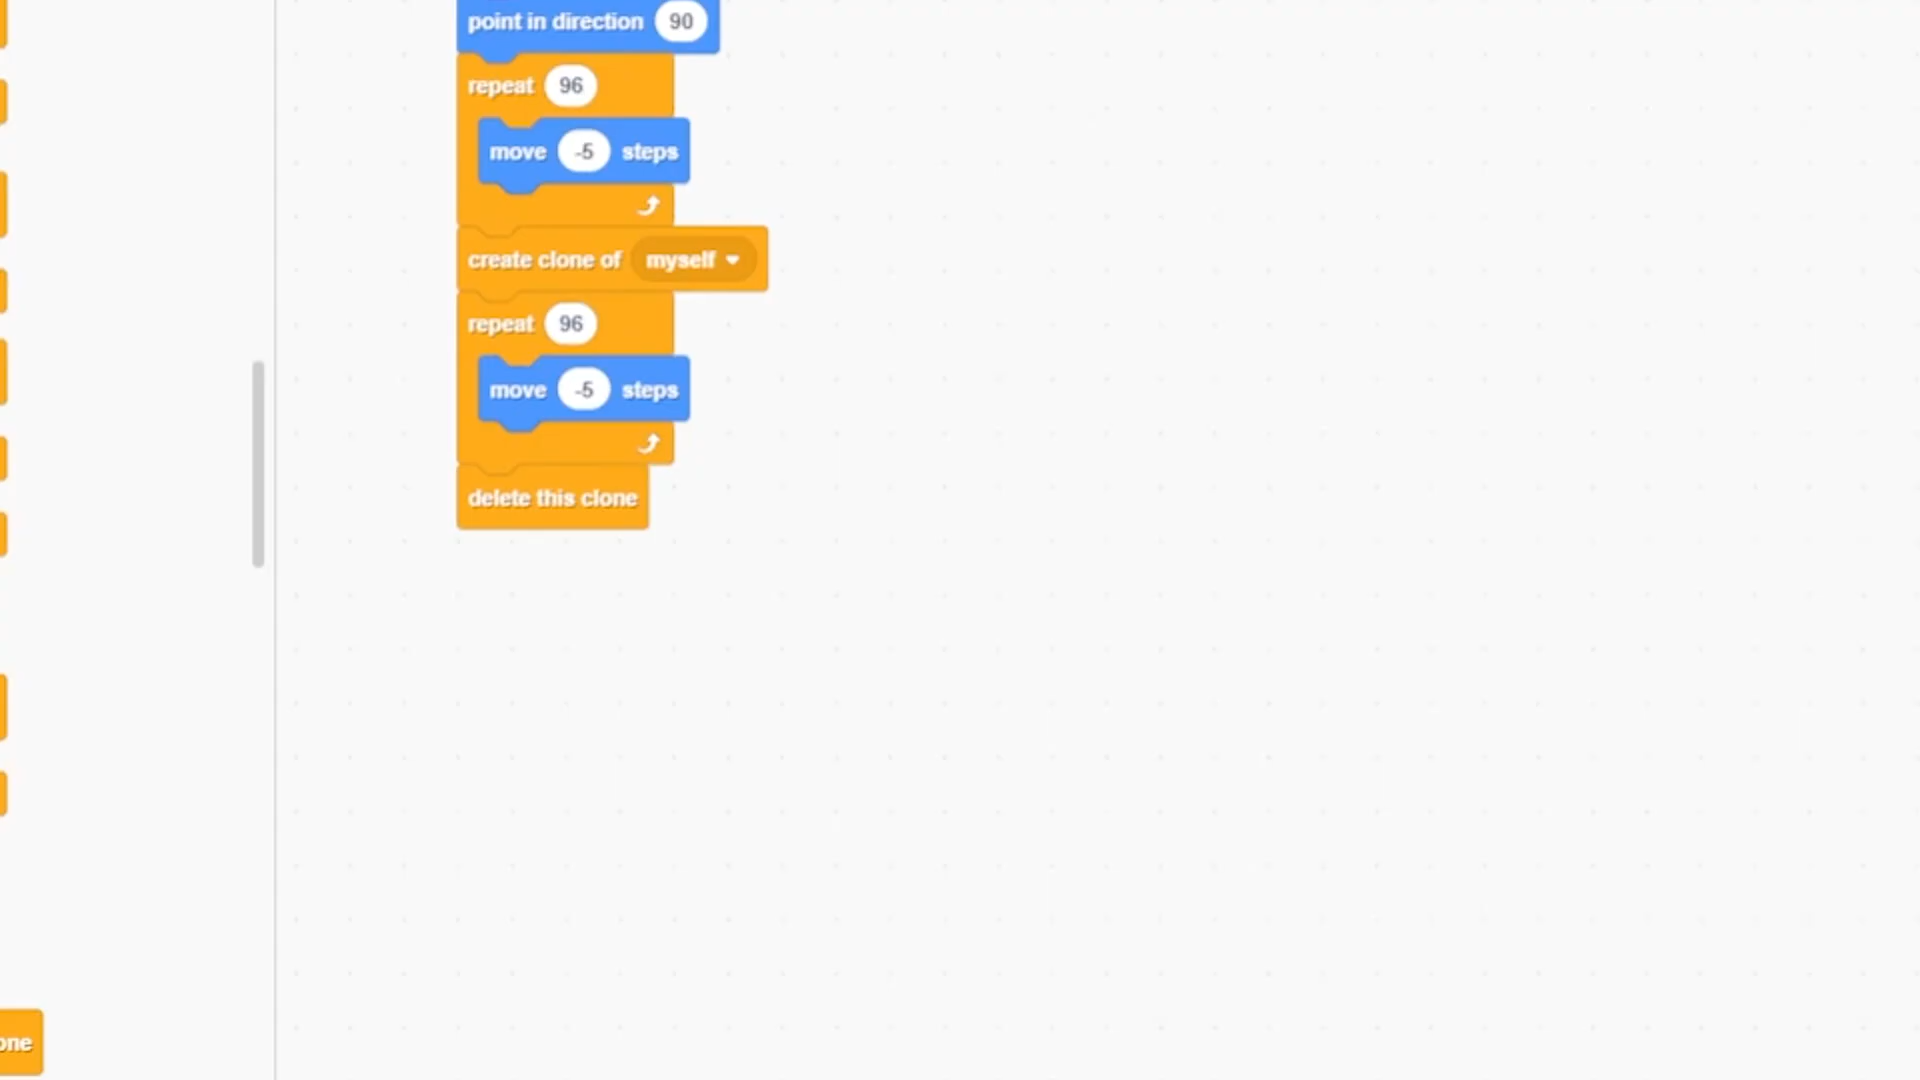 point in direction 90
repeat 96
move -5 steps
create clone of myself
repeat 96
move -5 steps
delete this clone
one